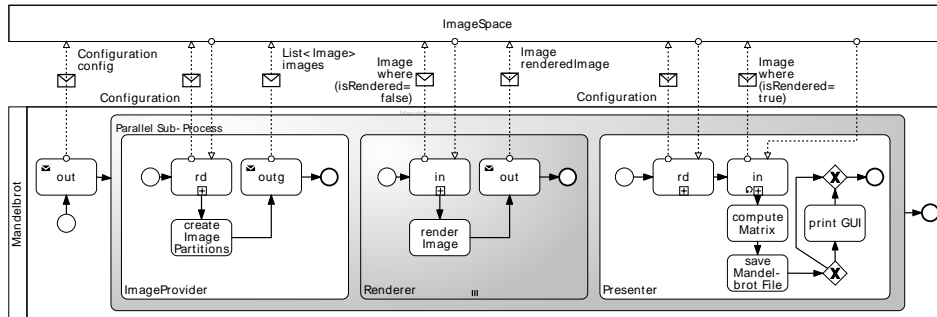 ImageSpace
Configuration
config
Configuration
List< Image>
images
Image
where
(isRendered=
false)
Image
renderedImage
Configuration
Image
where
(isRendered=
true)
Mandelbrot
Parallel Sub- Process
out
rd
outg
in
out
rd
in
create
Image
Partitions
render
Image
compute
Matrix
print GUI
save
Mandel-
brot File
ImageProvider
Renderer
Presenter